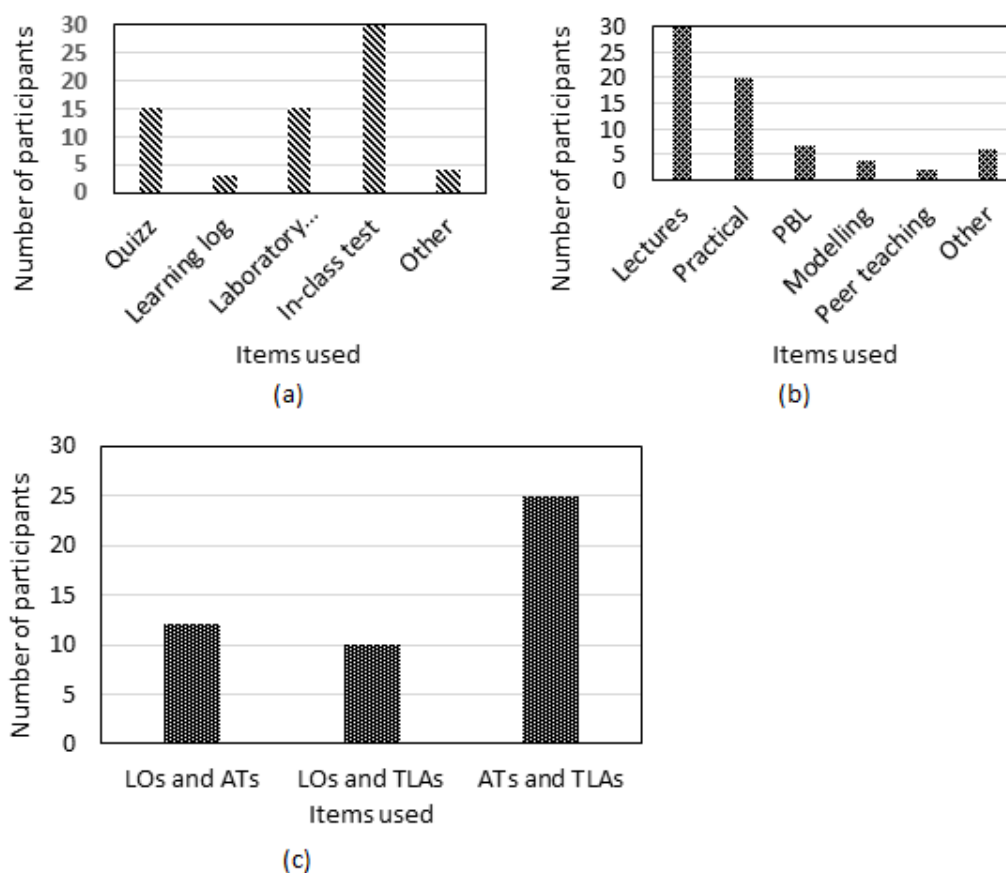 Number of participants
30
25
20
15
10
5
0
Quizz
Learning log
Laboratory...
In-class test
Other
Items used
(a)
Number of participants
30
25
20
15
10
5
0
Lectures
Practical
PBL
Modelling
Peer teaching
Other
Items used
(b)
Number of participants
30
25
20
15
10
5
0
LOs and ATs
LOs and TLAs
ATs and TLAs
Items used
(c)